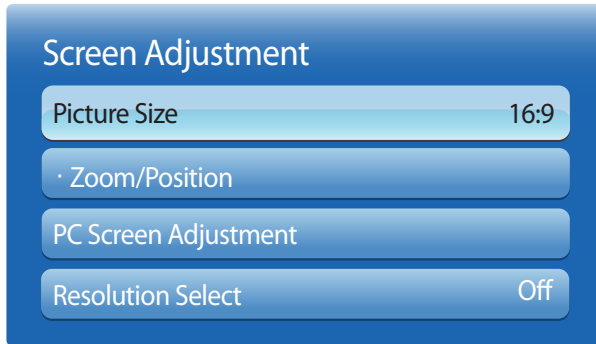 Screen Adjustment
Picture Size 16:9
· Zoom/Position
PC Screen Adjustment
Resolution Select Off